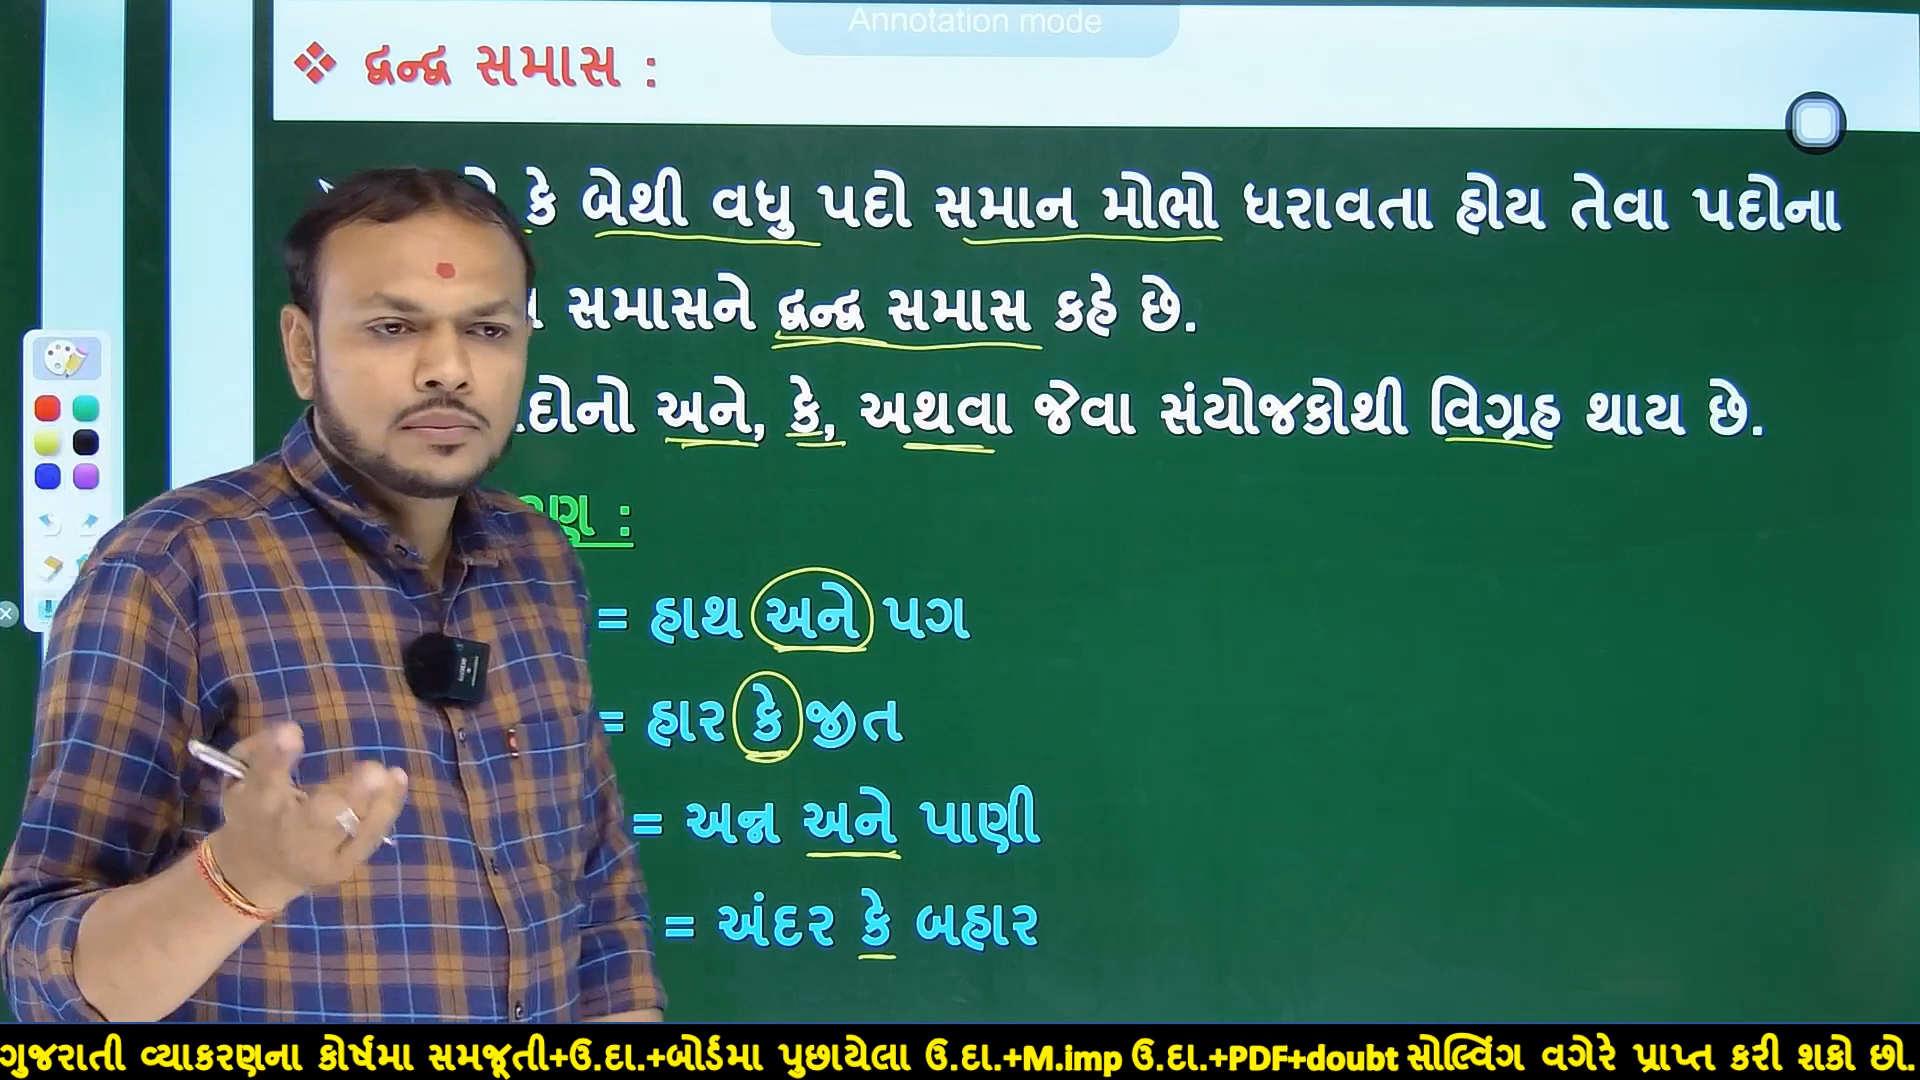 Annotation mode
દ્વન્દ્વ સમાસ :
કે બેથી વધુ પદો સમાન મોભો ધરાવતા હોય તેવા પદોના
સમાસને દ્વન્દ્વ સમાસ કહે છે.
અને, કે, અથવા જેવા સંયોજકોથી વિગ્રહ થાય છે.
= હાથ અને પગ
= હાર કે જીત
= અન્ન અને પાણી
= અંદર કે બહાર
ગુજરાતી વ્યાકરણના કોર્ષમા સમજૂતી+ઉ.દા.+બોર્ડમા પુછાયેલા ઉ.દા.+M.imp ઉ.દા.+PDF+doubt સોલ્વિંગ વગેરે પ્રાપ્ત કરી શકો છો.